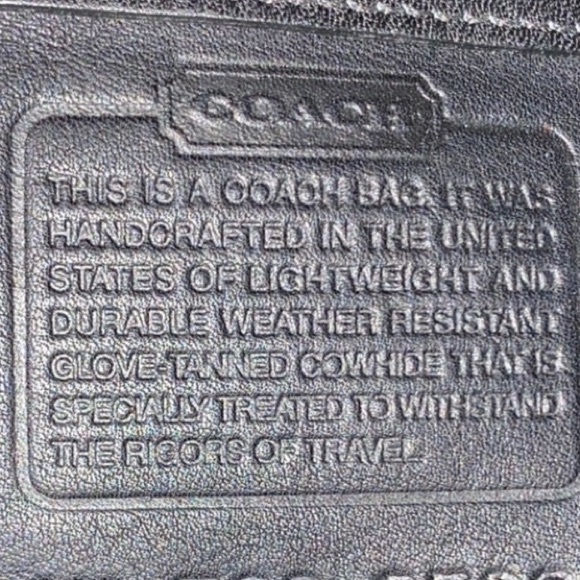 COACH
THIS IS A COACH BAG. IT WAS
HANDCRAFTED IN THE UNITED
STATES OF LIGHTWEIGHT AND
DURABLE WEATHER RESISTANT
GLOVE-TANNED COWHIDE THAT IS
SPECIALLY TREATED TO WITHSTAND
THE RIGORS OF TRAVEL.